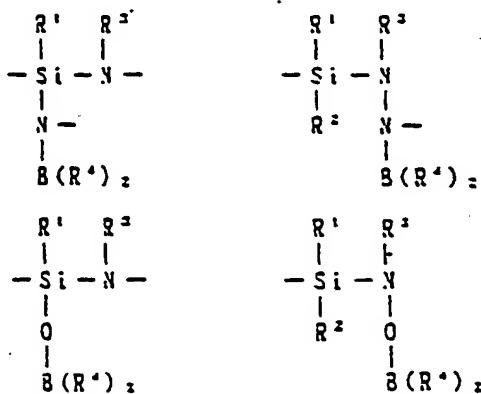 R¹ R³ R¹ R³
— Si — N — — Si — N —
N — R² N —
B(R⁴)₂ B(R⁴)₂
R¹ R³ R¹ R³
— Si — N — — Si — N
O R² O
B(R⁴)₂ B(R⁴)₂